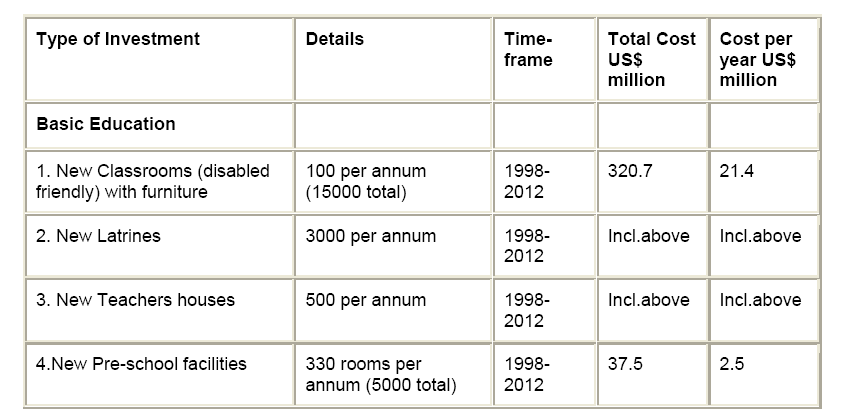 Type of Investment Details Time- Total Cost Cost per
frame US$ year US$
million million
Basic Education
1. New Classrooms (disabled 100 per annum 1998- 320.7 21.4
friendly) with furniture (15000 total) 2012
2. New Latrines 3000 per annum 1998- Incl.above Incl.above
2012
3. New Teachers houses 500 per annum 1998- Incl.above Incl.above
2012
4.New Pre-school facilities 330 rooms per 1998- 37.5 2.5
annum (5000 total) 2012